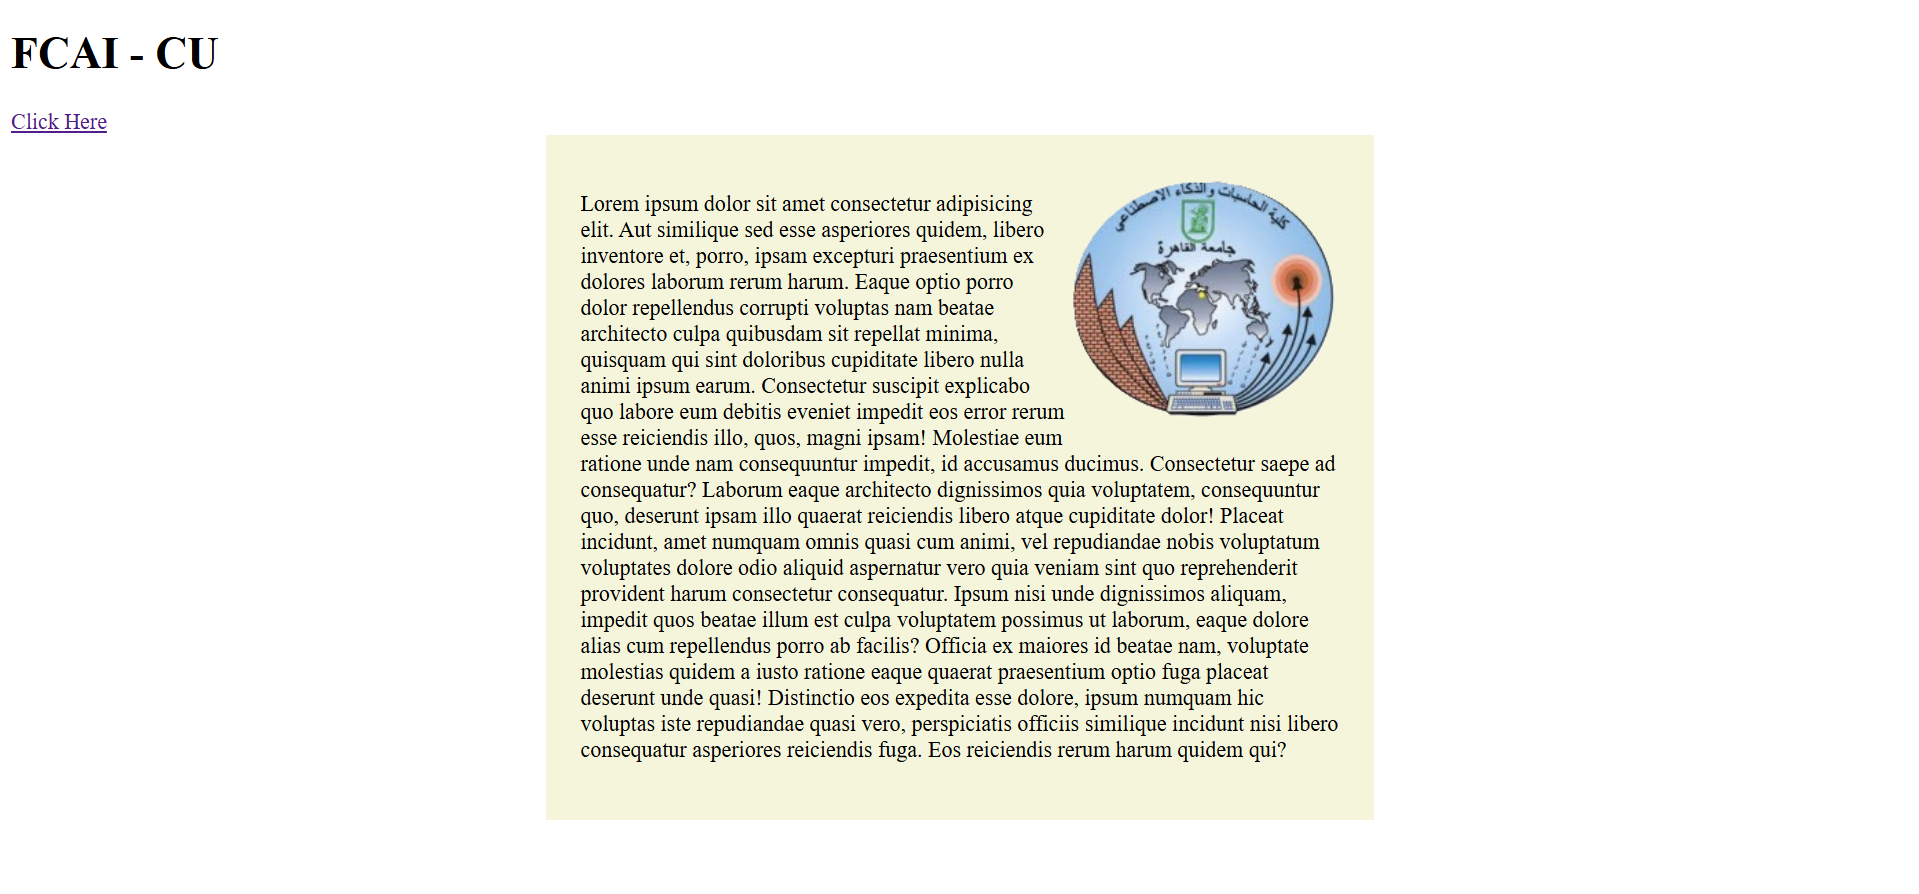 FCAI - CU
Click Here
كلية الحاسبات والذكاء الاصطناعي
جامعة القاهرة
Lorem ipsum dolor sit amet consectetur adipisicing
elit. Aut similique sed esse asperiores quidem, libero
inventore et, porro, ipsam excepturi praesentium ex
dolores laborum rerum harum. Eaque optio porro
dolor repellendus corrupti voluptas nam beatae
architecto culpa quibusdam sit repellat minima,
quisquam qui sint doloribus cupiditate libero nulla
animi ipsum earum. Consectetur suscipit explicabo
quo labore eum debitis eveniet impedit eos error rerum
esse reiciendis illo, quos, magni ipsam! Molestiae eum
ratione unde nam consequuntur impedit, id accusamus ducimus. Consectetur saepe ad
consequatur? Laborum eaque architecto dignissimos quia voluptatem, consequuntur
quo, deserunt ipsam illo quaerat reiciendis libero atque cupiditate dolor! Placeat
incidunt, amet numquam omnis quasi cum animi, vel repudiandae nobis voluptatum
voluptates dolore odio aliquid aspernatur vero quia veniam sint quo reprehenderit
provident harum consectetur consequatur. Ipsum nisi unde dignissimos aliquam,
impedit quos beatae illum est culpa voluptatem possimus ut laborum, eaque dolore
alias cum repellendus porro ab facilis? Officia ex maiores id beatae nam, voluptate
molestias quidem a iusto ratione eaque quaerat praesentium optio fuga placeat
deserunt unde quasi! Distinctio eos expedita esse dolore, ipsum numquam hic
voluptas iste repudiandae quasi vero, perspiciatis officiis similique incidunt nisi libero
consequatur asperiores reiciendis fuga. Eos reiciendis rerum harum quidem qui?